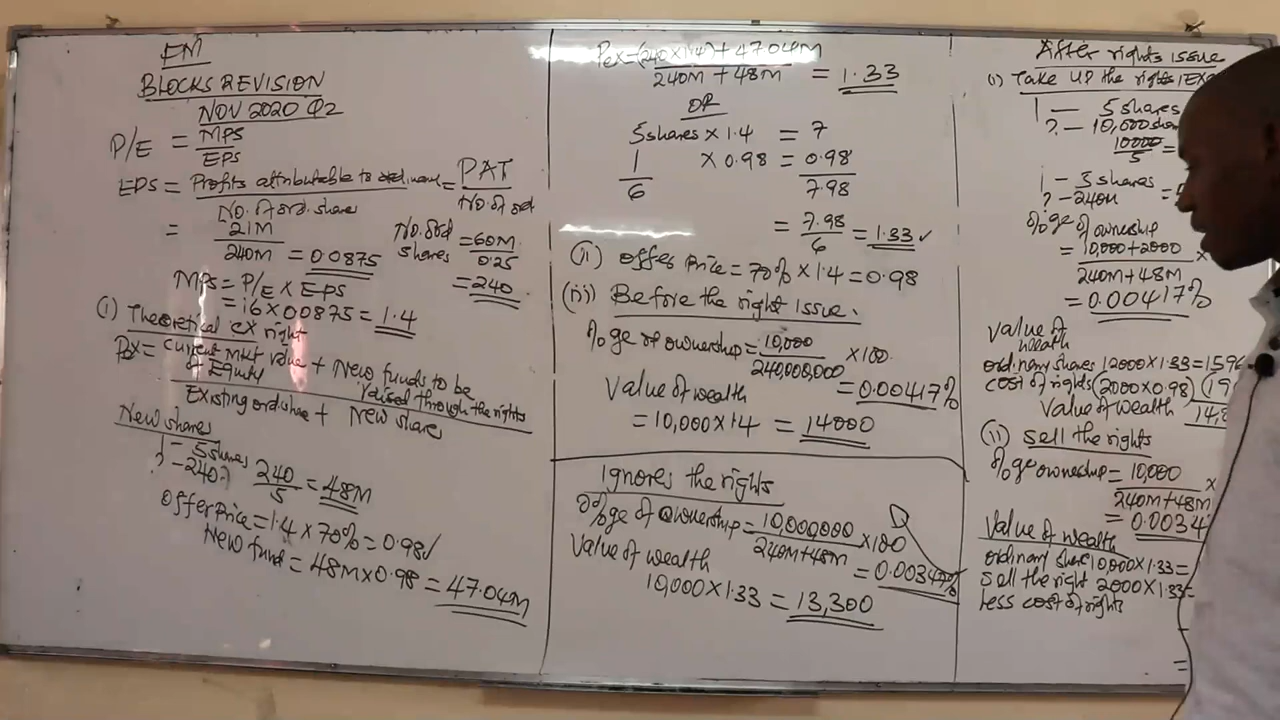 FM
BLOCKS REVISION
NOV 2020 Q2
P/E = MPS
EPS
EPS = Profits attributable to ordinary = PAT
No. of ord. share No. of ord
= 21M
240M = 0.0875
No. ord shares = 60M
0.25
= 240
MPS = P/E X EPS
= 16 X 0.0875 = 1.4
(i) Theoretical ex right
Pex = Current mkt value + New funds to be
of Equity raised through the rights
Existing ord share + New share
New shares
1 – 5 shares
? – 240
240
5 = 48M
Offer Price = 1.4 x 70% = 0.98 ✓
New fund = 48M x 0.98 = 47.04M
Pex = (240 x 1.4) + 47.04M
240M + 48M = 1.33
OR
5 shares x 1.4 = 7
1 x 0.98 = 0.98
6 7.98
= 7.98
6 = 1.33 ✓
(ii) Offer Price = 70% x 1.4 = 0.98
(iii) Before the right issue.
%ge of ownership = 10,000 x 100
240,000,000
= 0.00417%
Value of wealth
= 10,000 x 1.4 = 14000
Ignores the rights
%ge of ownership = 10,000,000 x 100
240M + 48M
= 0.00347%
Value of wealth
10,000 x 1.33 = 13,300
After rights issue
(i) Take up the rights
1 – 5 shares
? – 10,000
10000
5 =
1 – 5 shares
? – 240M =
%ge of ownership
= 10,000 + 2000 x
240M + 48M
= 0.00417%
Value of
wealth
ordinary shares 12000 x 1.33 = 1596
cost of rights (2000 x 0.98) (19
Value of wealth 14,
(ii) Sell the rights
%ge ownership = 10,000 x
240M + 48M
= 0.0034
Value of wealth
ordinary share 10,000 x 1.33 =
Sell the right 2000 x 1.33 =
less cost of rights
=